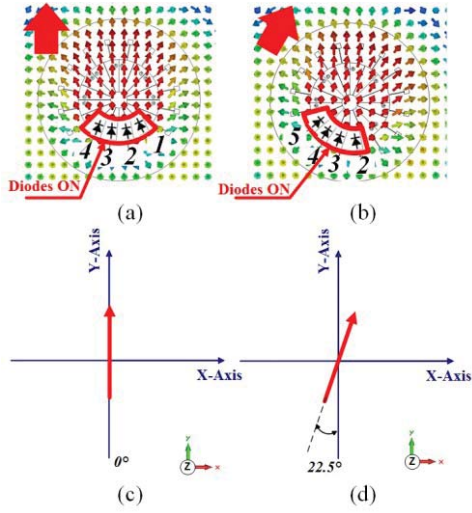 4 3 2 1
Diodes ON
(a)
5 4 3 2
Diodes ON
(b)
Y-Axis
X-Axis
0°
Y
Z
X
(c)
Y-Axis
X-Axis
22.5°
Y
Z
X
(d)